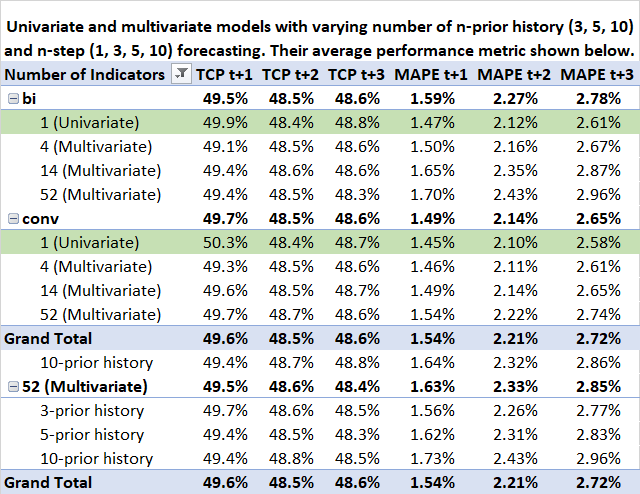 Univariate and multivariate models with varying number of n-prior history (3, 5, 10)
and n-step (1, 3, 5, 10) forecasting. Their average performance metric shown below.
Number of Indicators TCP t+1 TCP t+2 TCP t+3 MAPE t+1 MAPE t+2 MAPE t+3
bi 49.5% 48.5% 48.6% 1.59% 2.27% 2.78%
1 (Univariate) 49.9% 48.4% 48.8% 1.47% 2.12% 2.61%
4 (Multivariate) 49.1% 48.5% 48.6% 1.50% 2.16% 2.67%
14 (Multivariate) 49.4% 48.6% 48.6% 1.65% 2.35% 2.87%
52 (Multivariate) 49.4% 48.5% 48.3% 1.70% 2.43% 2.96%
conv 49.7% 48.5% 48.6% 1.49% 2.14% 2.65%
1 (Univariate) 50.3% 48.4% 48.7% 1.45% 2.10% 2.58%
4 (Multivariate) 49.3% 48.5% 48.6% 1.46% 2.11% 2.61%
14 (Multivariate) 49.6% 48.5% 48.7% 1.49% 2.14% 2.65%
52 (Multivariate) 49.7% 48.7% 48.6% 1.54% 2.22% 2.74%
Grand Total 49.6% 48.5% 48.6% 1.54% 2.21% 2.72%
10-prior history 49.4% 48.7% 48.8% 1.64% 2.32% 2.86%
52 (Multivariate) 49.5% 48.6% 48.4% 1.63% 2.33% 2.85%
3-prior history 49.7% 48.6% 48.5% 1.56% 2.26% 2.77%
5-prior history 49.4% 48.5% 48.3% 1.62% 2.31% 2.83%
10-prior history 49.4% 48.8% 48.5% 1.73% 2.43% 2.96%
Grand Total 49.6% 48.5% 48.6% 1.54% 2.21% 2.72%